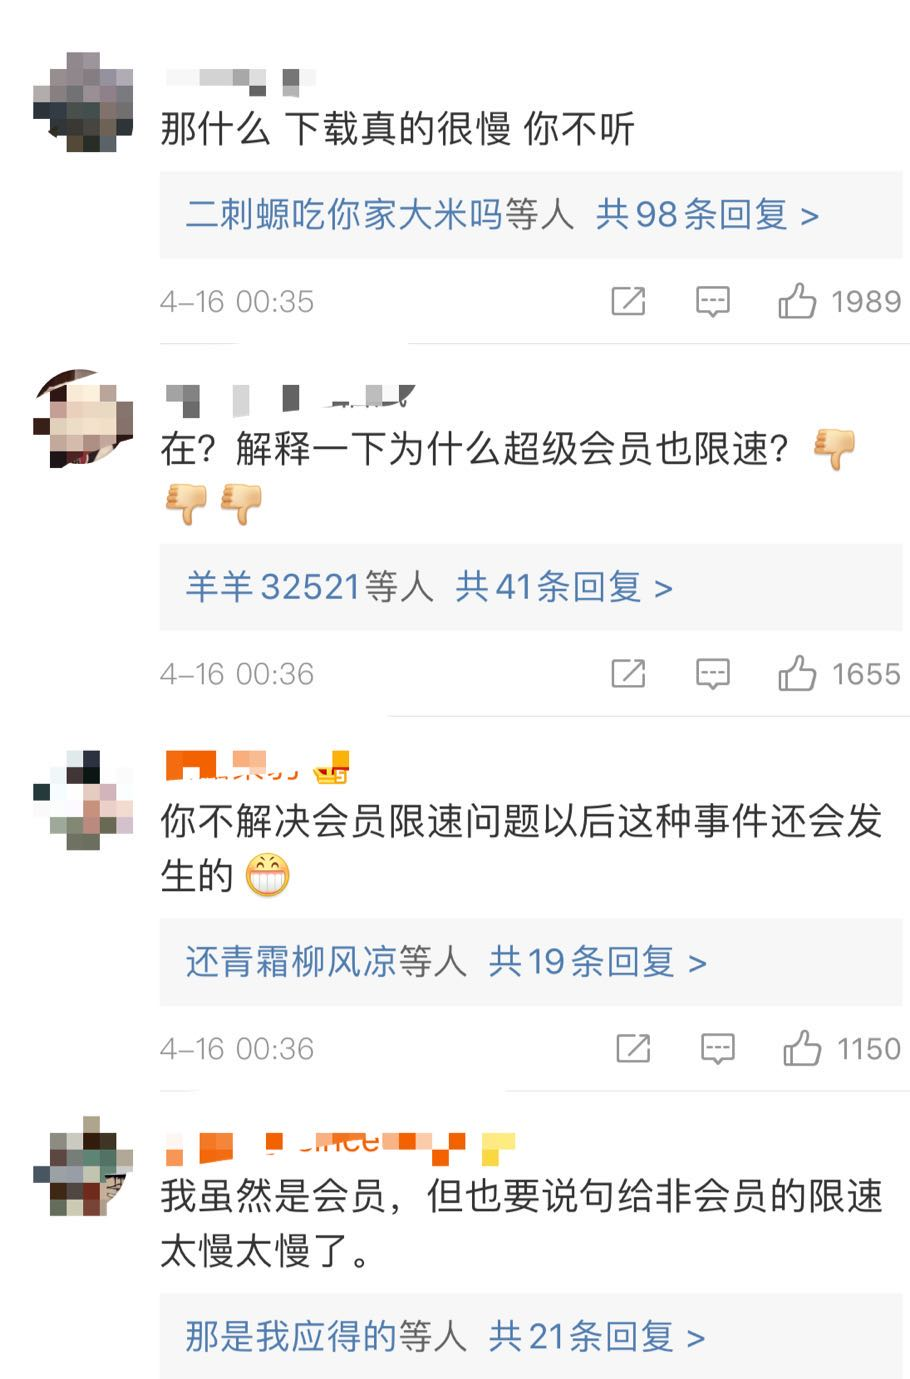 那什么 下载真的很慢 你不听
二刺螈吃你家大米吗等人 共98条回复 >
4-16 00:35 1989
在？解释一下为什么超级会员也限速？
羊羊32521等人 共41条回复 >
4-16 00:36 1655
你不解决会员限速问题以后这种事件还会发
生的
还青霜柳风凉等人 共19条回复 >
4-16 00:36 1150
我虽然是会员，但也要说句给非会员的限速
太慢太慢了。
那是我应得的等人 共21条回复 >